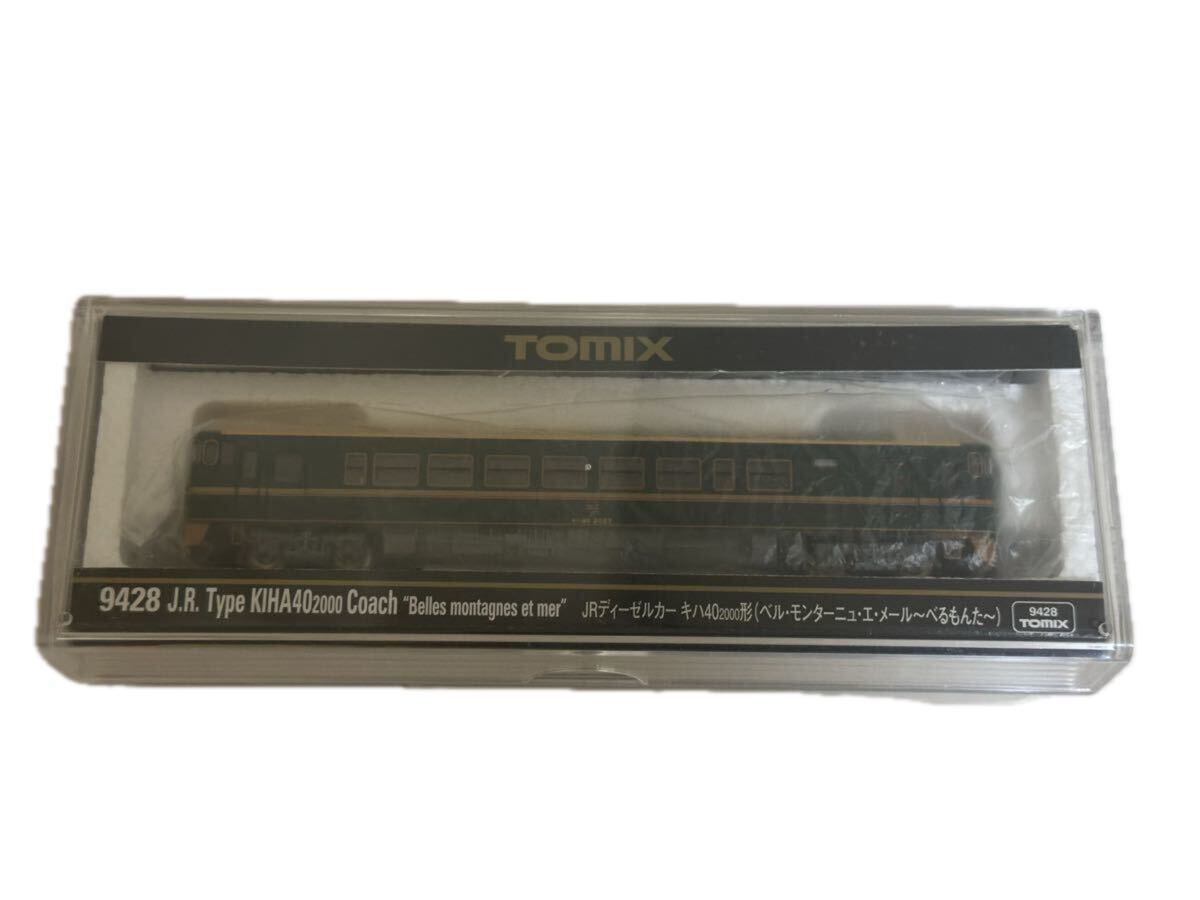 TOMIX
9428 J.R. Type KIHA402000 Coach "Belles montagnes et mer" JRディーゼルカー キハ402000形(ベル・モンターニュ・エ・メール～べるもんた～)
9428
TOMIX